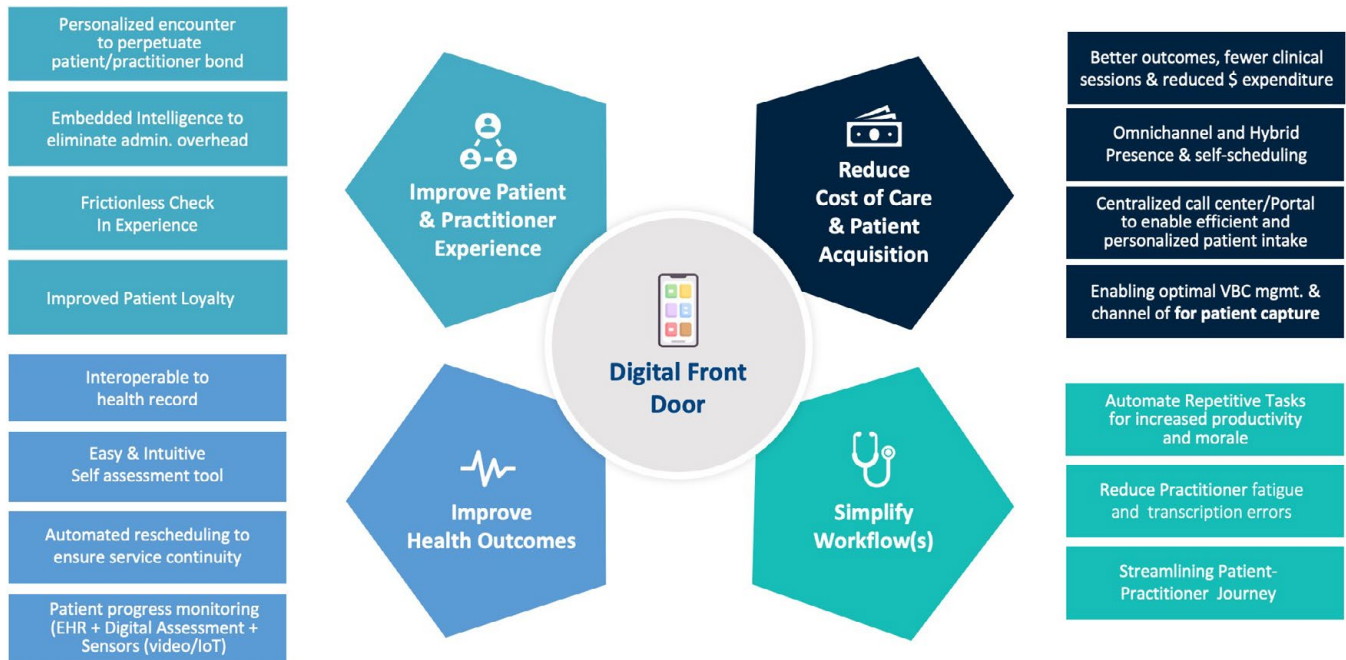 Personalized encounter
to perpetuate
patient/practitioner bond
Embedded Intelligence to
eliminate admin. overhead
Frictionless Check
In Experience
Improved Patient Loyalty
Interoperable to
health record
Easy & Intuitive
Self assessment tool
Automated rescheduling to
ensure service continuity
Patient progress monitoring
(EHR + Digital Assessment +
Sensors (video/IoT)
Improve Patient
& Practitioner
Experience
Improve
Health Outcomes
Digital Front
Door
Reduce
Cost of Care
& Patient
Acquisition
Simplify
Workflow(s)
Better outcomes, fewer clinical
sessions & reduced $ expenditure
Omnichannel and Hybrid
Presence & self-scheduling
Centralized call center/Portal
to enable efficient and
personalized patient intake
Enabling optimal VBC mgmt. &
channel of for patient capture
Automate Repetitive Tasks
for increased productivity
and morale
Reduce Practitioner fatigue
and transcription errors
Streamlining Patient-
Practitioner Journey